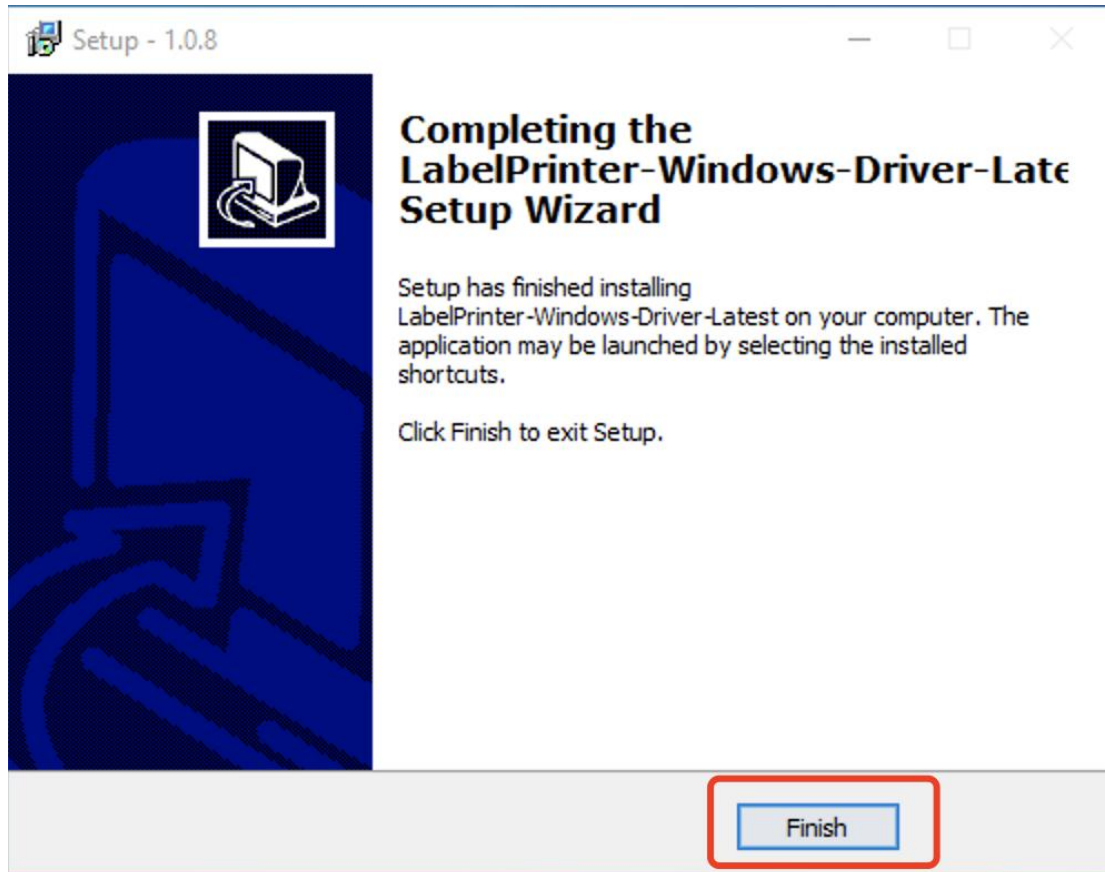 Setup - 1.0.8
Completing the
LabelPrinter-Windows-Driver-Late
Setup Wizard
Setup has finished installing
LabelPrinter-Windows-Driver-Latest on your computer. The
application may be launched by selecting the installed
shortcuts.
Click Finish to exit Setup.
Finish